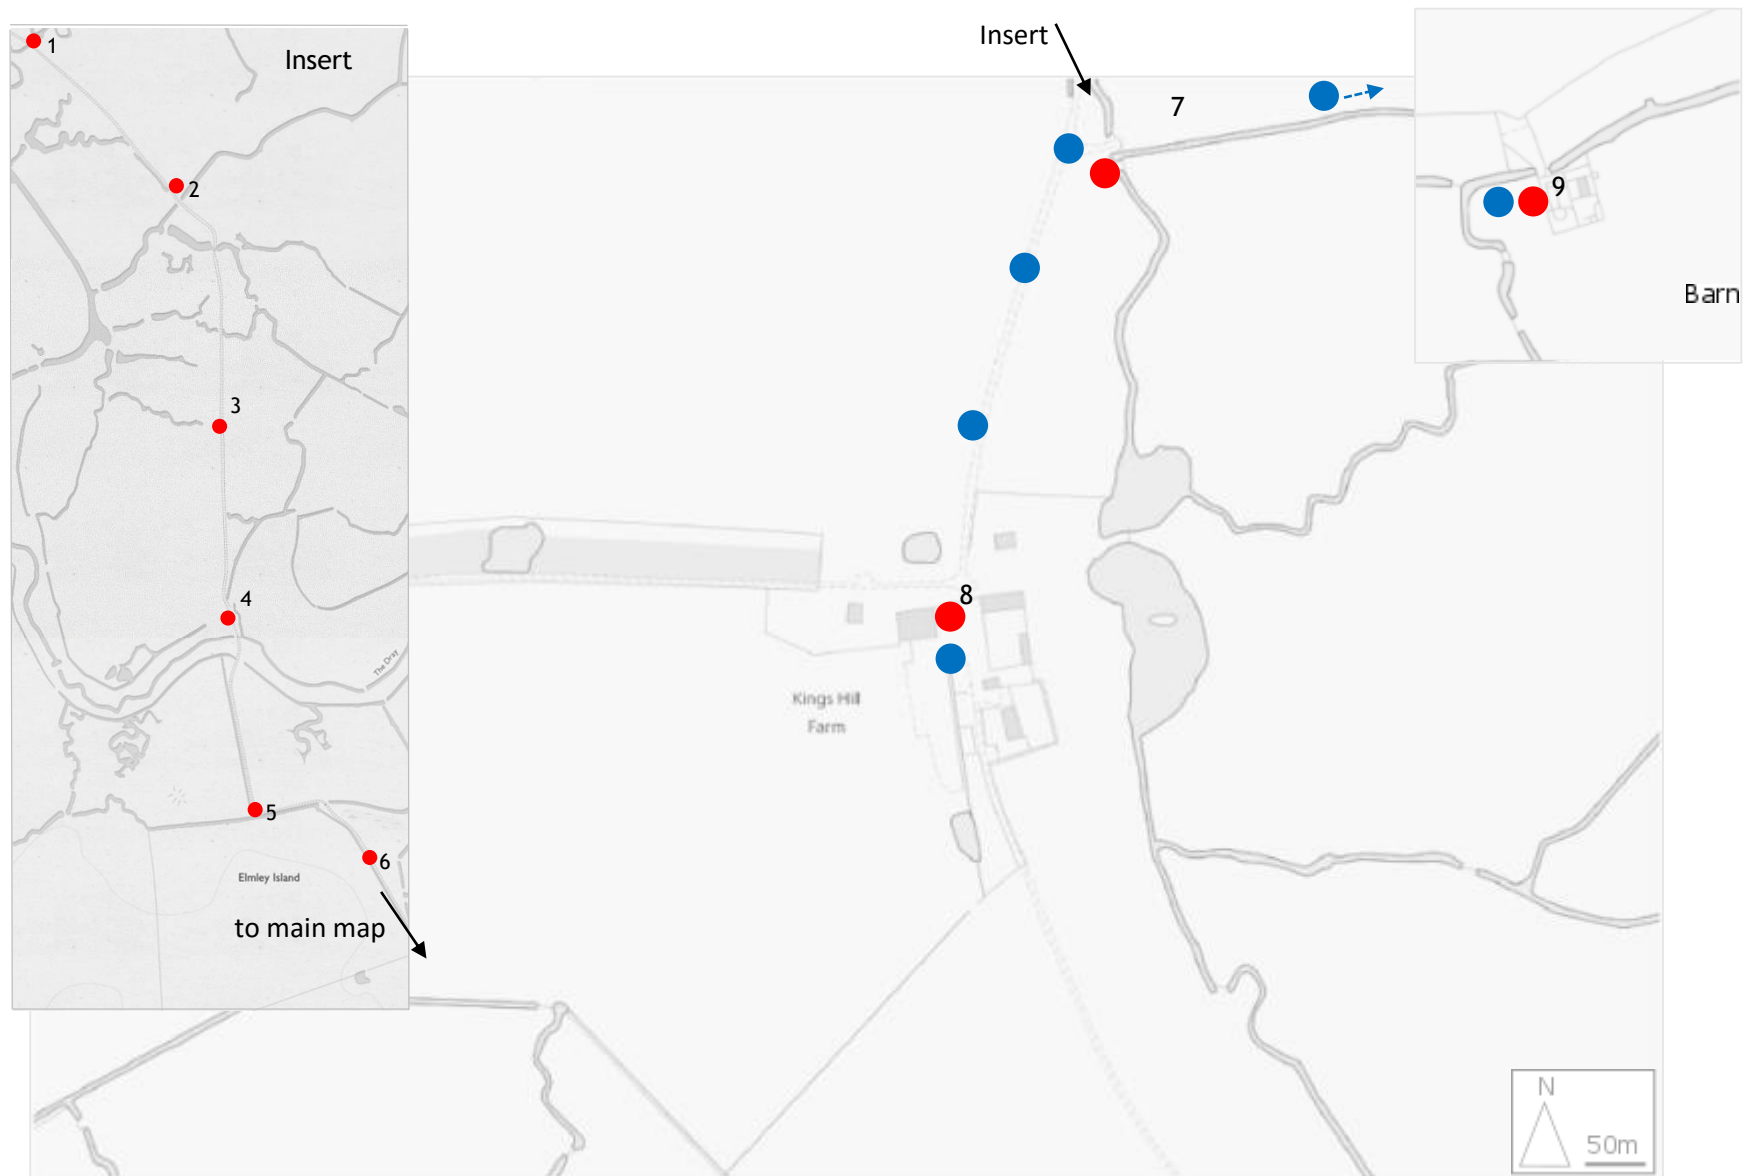 1
Insert
2
3
4
The Dray
5
6
Elmley Island
to main map
Insert
7
9
Barn
8
Kings Hill
Farm
N
50m